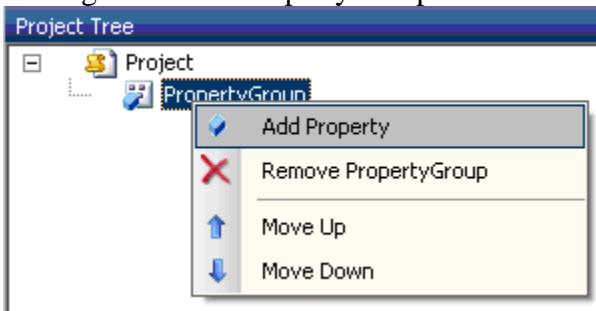 Project Tree
Project
PropertyGroup
Add Property
Remove PropertyGroup
Move Up
Move Down